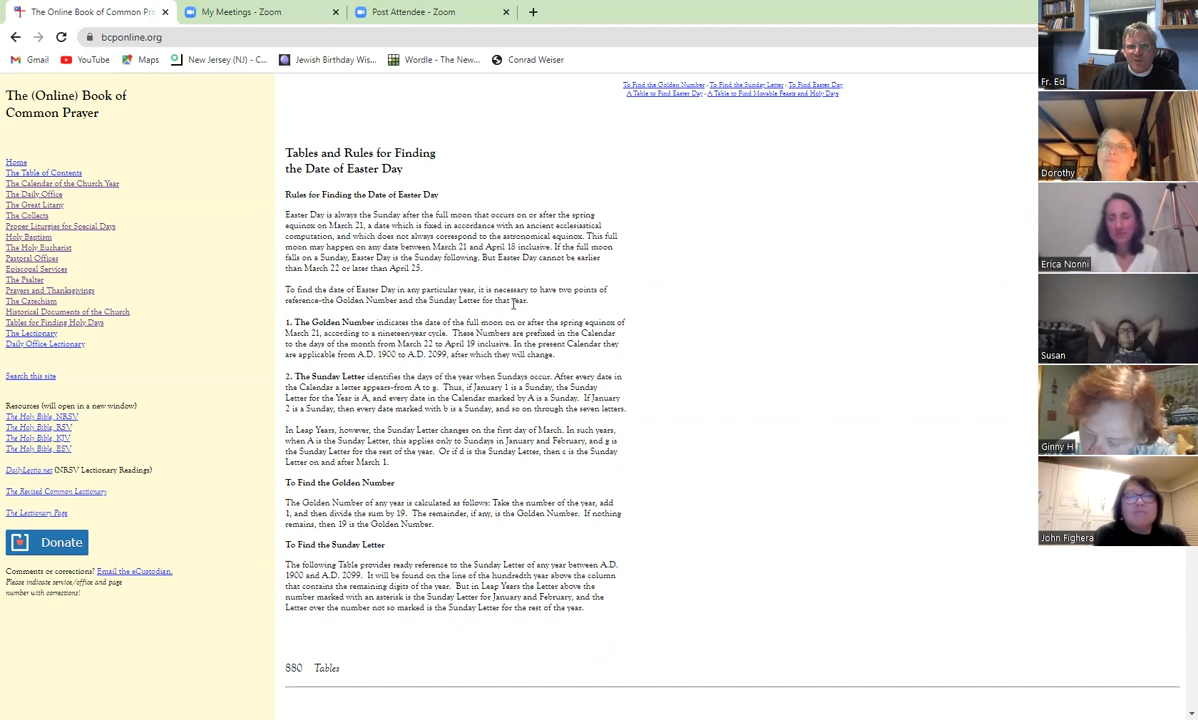 The Online Book of Common Pr
My Meetings - Zoom
Post Attendee - Zoom
bcponline.org
Gmail
YouTube
Maps
New Jersey (NJ) - C...
Jewish Birthday Wis...
Wordle - The New...
Conrad Weiser
The (Online) Book of
Common Prayer
Home
The Table of Contents
The Calendar of the Church Year
The Daily Office
The Great Litany
The Collects
Proper Liturgies for Special Days
Holy Baptism
The Holy Eucharist
Pastoral Offices
Episcopal Services
The Psalter
Prayers and Thanksgivings
The Catechism
Historical Documents of the Church
Tables for Finding Holy Days
The Lectionary
Daily Office Lectionary
Search this site
Resources (will open in a new window)
The Holy Bible, NRSV
The Holy Bible, RSV
The Holy Bible, KJV
The Holy Bible, ESV
DailyLectio.net (NRSV Lectionary Readings)
The Revised Common Lectionary
The Lectionary Page
Donate
Comments or corrections? Email the eCustodian.
Please indicate service/office and page
number with corrections!
To Find the Golden Number - To Find the Sunday Letter - To Find Easter Day
A Table to Find Easter Day - A Table to Find Movable Feasts and Holy Days
Tables and Rules for Finding
the Date of Easter Day
Rules for Finding the Date of Easter Day
Easter Day is always the Sunday after the full moon that occurs on or after the spring
equinox on March 21, a date which is fixed in accordance with an ancient ecclesiastical
computation, and which does not always correspond to the astronomical equinox. This full
moon may happen on any date between March 21 and April 18 inclusive. If the full moon
falls on a Sunday, Easter Day is the Sunday following. But Easter Day cannot be earlier
than March 22 or later than April 25.
To find the date of Easter Day in any particular year, it is necessary to have two points of
reference-the Golden Number and the Sunday Letter for that year.
1. The Golden Number indicates the date of the full moon on or after the spring equinox of
March 21, according to a nineteen-year cycle. These Numbers are prefixed in the Calendar
to the days of the month from March 22 to April 19 inclusive. In the present Calendar they
are applicable from A.D. 1900 to A.D. 2099, after which they will change.
2. The Sunday Letter identifies the days of the year when Sundays occur. After every date in
the Calendar a letter appears-from A to g. Thus, if January 1 is a Sunday, the Sunday
Letter for the Year is A, and every date in the Calendar marked by A is a Sunday. If January
2 is a Sunday, then every date marked with b is a Sunday, and so on through the seven letters.
In Leap Years, however, the Sunday Letter changes on the first day of March. In such years,
when A is the Sunday Letter, this applies only to Sundays in January and February, and g is
the Sunday Letter for the rest of the year. Or if d is the Sunday Letter, then c is the Sunday
Letter on and after March 1.
To Find the Golden Number
The Golden Number of any year is calculated as follows: Take the number of the year, add
1, and then divide the sum by 19. The remainder, if any, is the Golden Number. If nothing
remains, then 19 is the Golden Number.
To Find the Sunday Letter
The following Table provides ready reference to the Sunday Letter of any year between A.D.
1900 and A.D. 2099. It will be found on the line of the hundredth year above the column
that contains the remaining digits of the year. But in Leap Years the Letter above the
number marked with an asterisk is the Sunday Letter for January and February, and the
Letter over the number not so marked is the Sunday Letter for the rest of the year.
880 Tables
Fr. Ed
Dorothy
Erica Nonni
Susan
Ginny H
John Fighera